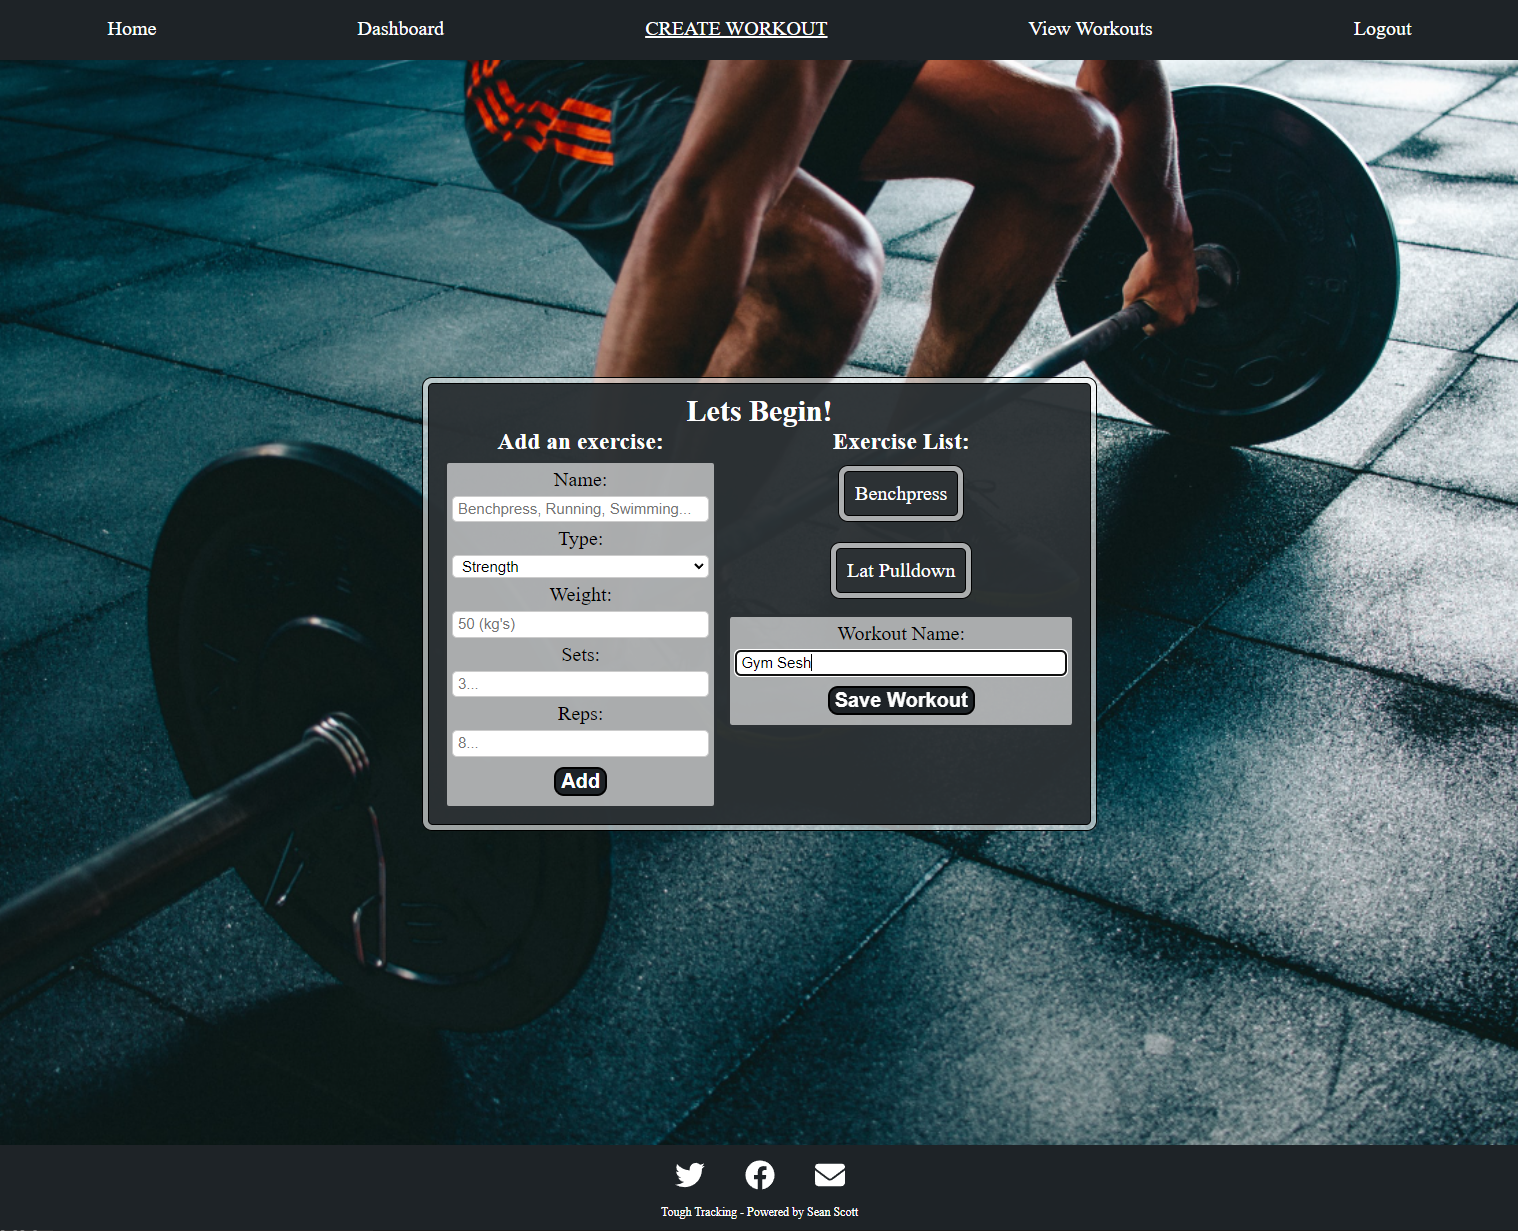 Home
Dashboard
CREATE WORKOUT
View Workouts
Logout
Lets Begin!
Add an exercise:
Name:
Benchpress, Running, Swimming...
Type:
Strength
Weight:
50 (kg's)
Sets:
3...
Reps:
8...
Add
Exercise List:
Benchpress
Lat Pulldown
Workout Name:
Gym Sesh
Save Workout
Tough Tracking - Powered by Sean Scott